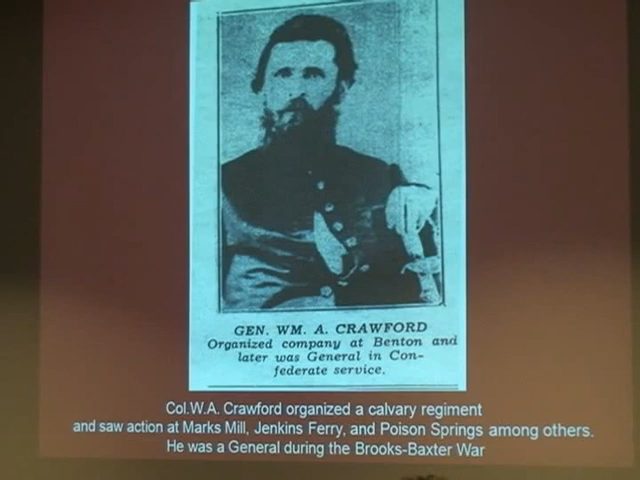 GEN. WM. A. CRAWFORD
Organized company at Benton and
later was General in Con-
federate service.
Col.W.A. Crawford organized a calvary regiment
and saw action at Marks Mill, Jenkins Ferry, and Poison Springs among others.
He was a General during the Brooks-Baxter War